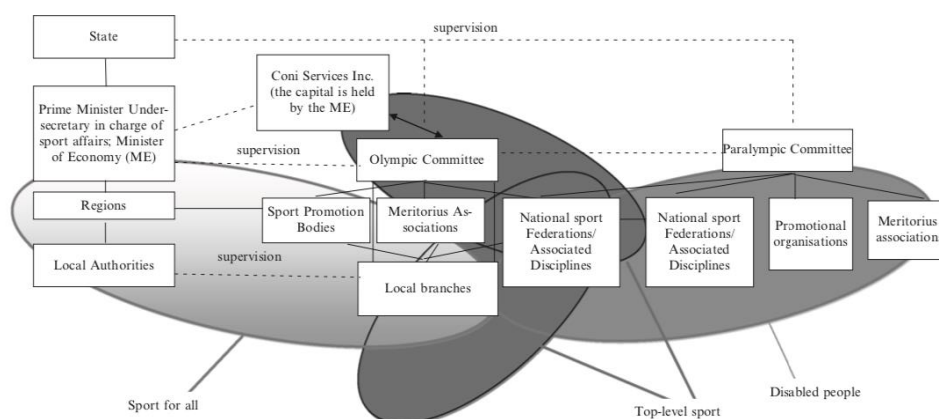 supervision
State
Coni Services Inc.
(the capital is held
by the ME)
Prime Minister Under-
secretary in charge of
sport affairs; Minister
of Economy (ME)
supervision
Olympic Committee
Paralympic Committee
Regions
Sport Promotion
Bodies
Meritorius As-
sociations
National sport
Federations/
Associated
Disciplines
National sport
Federations/
Associated
Disciplines
Promotional
organisations
Meritorius
association
Local Authorities
supervision
Local branches
Sport for all
Top-level sport
Disabled people